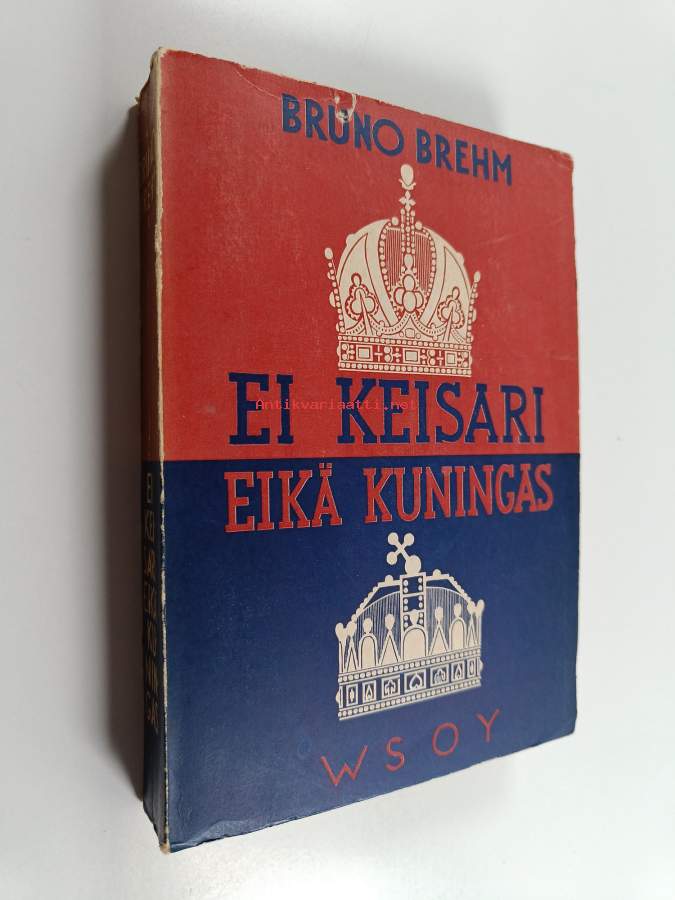 BRUNO BREHM
EI KEISARI
Antikvariaatti.net
EIKÄ KUNINGAS
WSOY